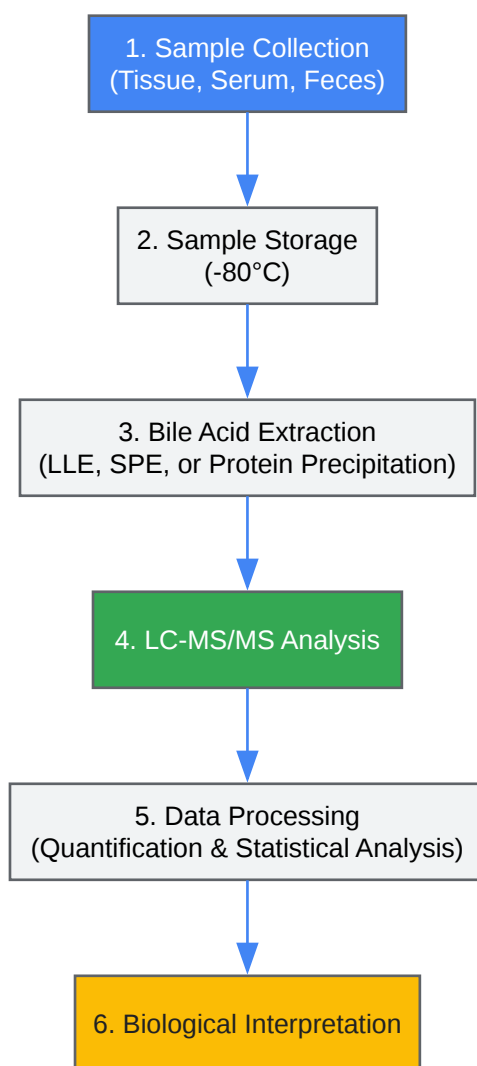 1. Sample Collection
(Tissue, Serum, Feces)
2. Sample Storage
(-80°C)
3. Bile Acid Extraction
(LLE, SPE, or Protein Precipitation)
4. LC-MS/MS Analysis
5. Data Processing
(Quantification & Statistical Analysis)
6. Biological Interpretation